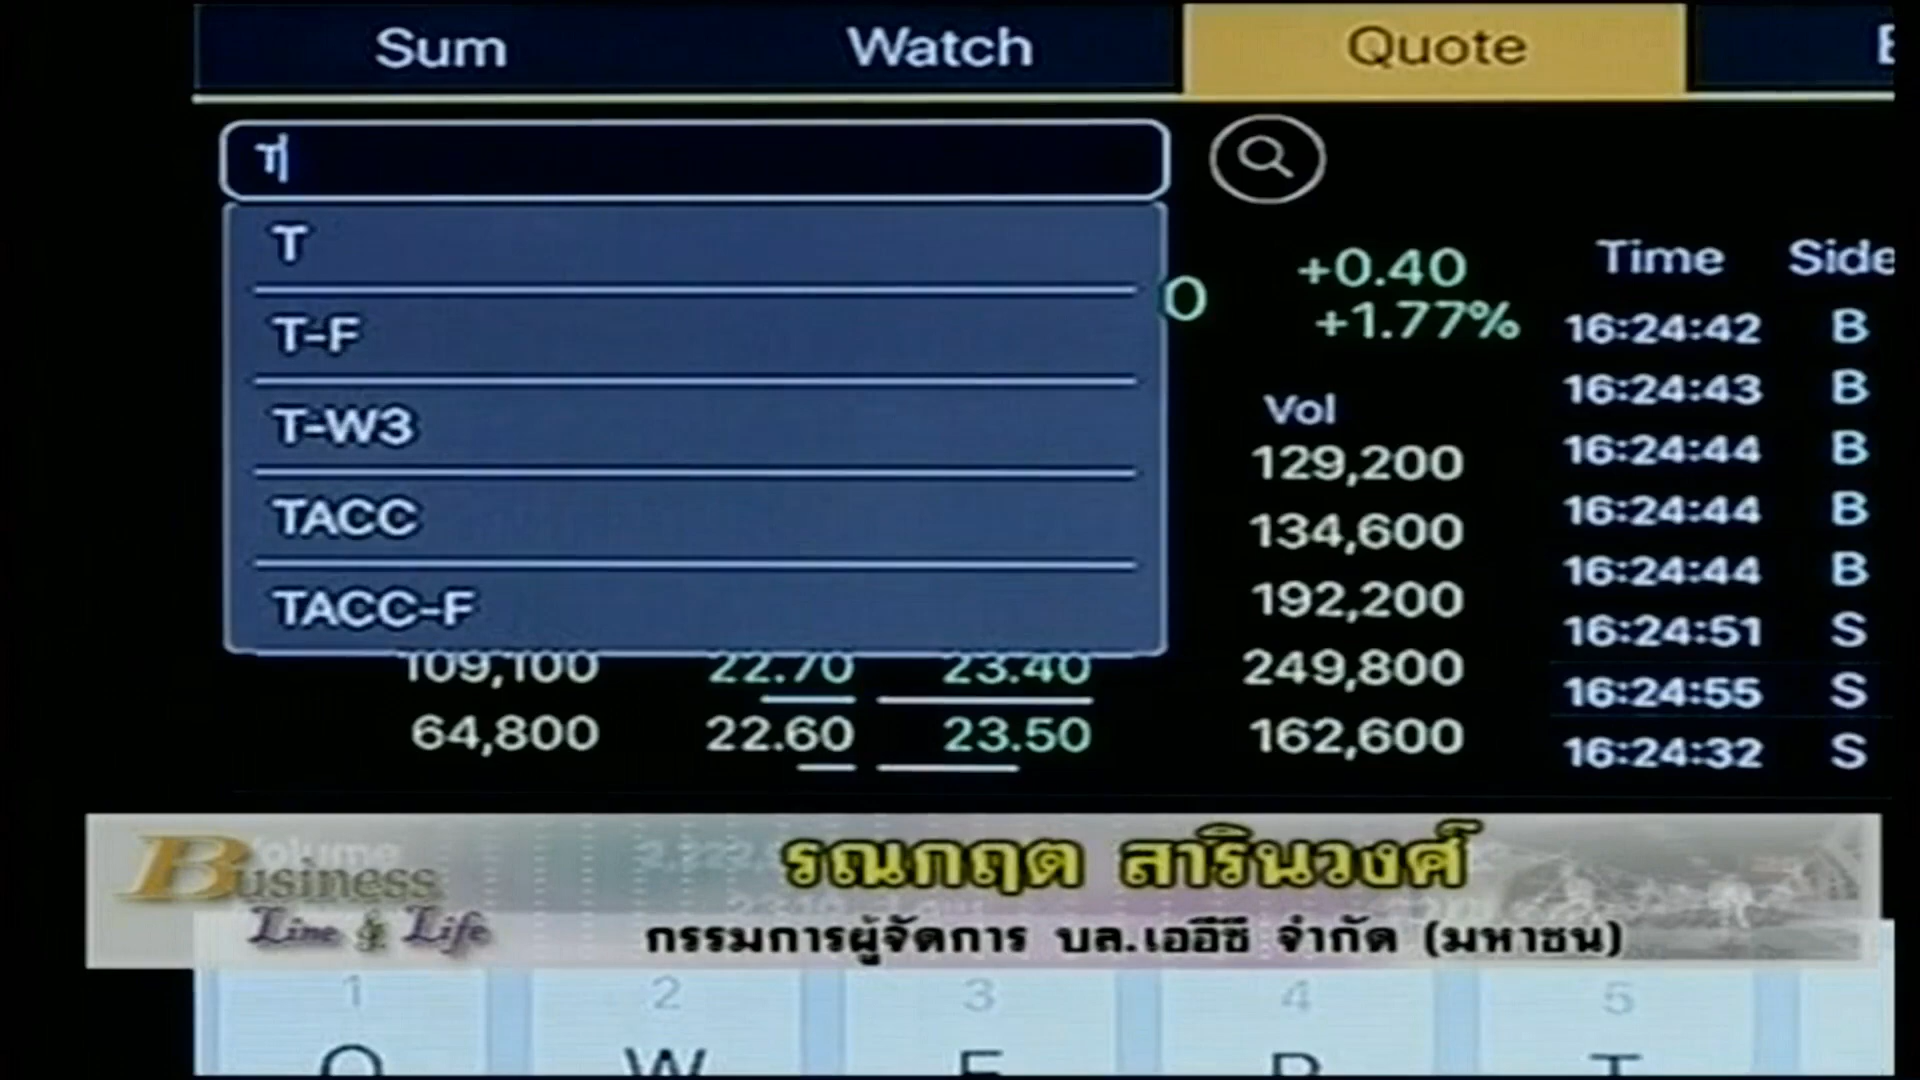 Sum Watch Quote
T
T
T-F
T-W3
TACC
TACC-F
0 +0.40
+1.77%
Time Side
16:24:42 B
16:24:43 B
16:24:44 B
16:24:44 B
16:24:44 B
16:24:51 S
16:24:55 S
16:24:32 S
Vol
129,200
134,600
192,200
109,100 22.70 23.40 249,800
64,800 22.60 23.50 162,600
Business
Line & Life
รณกฤต สารินวงศ์
กรรมการผู้จัดการ บล.เออีซี จำกัด (มหาชน)
1 2 3 4 5
Q W E R T